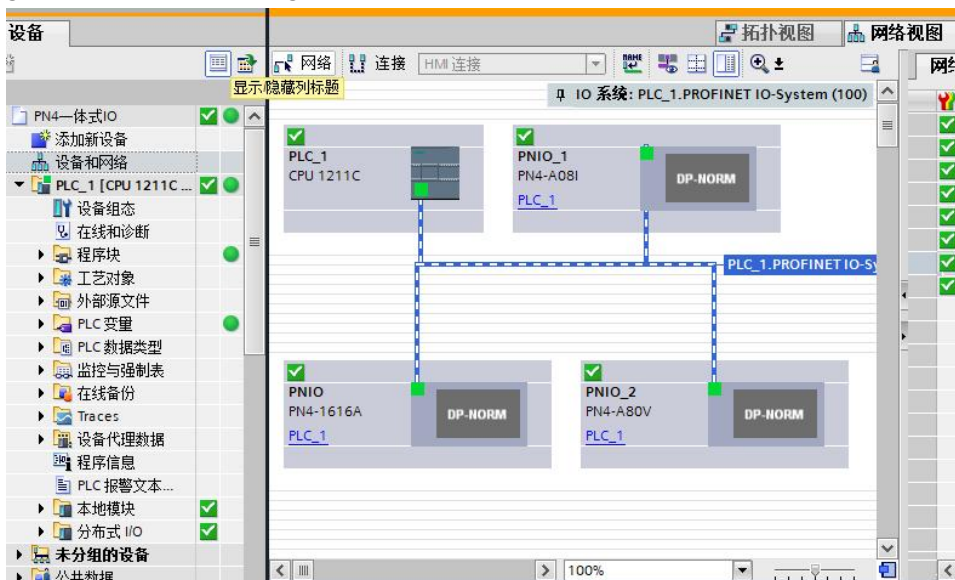 设备
拓扑视图
网络视图
网络
连接
HMI 连接
显示/隐藏列标题
IO 系统: PLC_1.PROFINET IO-System (100)
PN4—体式IO
添加新设备
设备和网络
PLC_1 [CPU 1211C ...
设备组态
在线和诊断
程序块
工艺对象
外部源文件
PLC 变量
PLC 数据类型
监控与强制表
在线备份
Traces
设备代理数据
程序信息
PLC 报警文本...
本地模块
分布式 I/O
未分组的设备
公共数据
PLC_1
CPU 1211C
PNIO_1
PN4-A08I
PLC_1
DP-NORM
PLC_1.PROFINET IO-Sy
PNIO
PN4-1616A
PLC_1
DP-NORM
PNIO_2
PN4-A80V
PLC_1
DP-NORM
100%